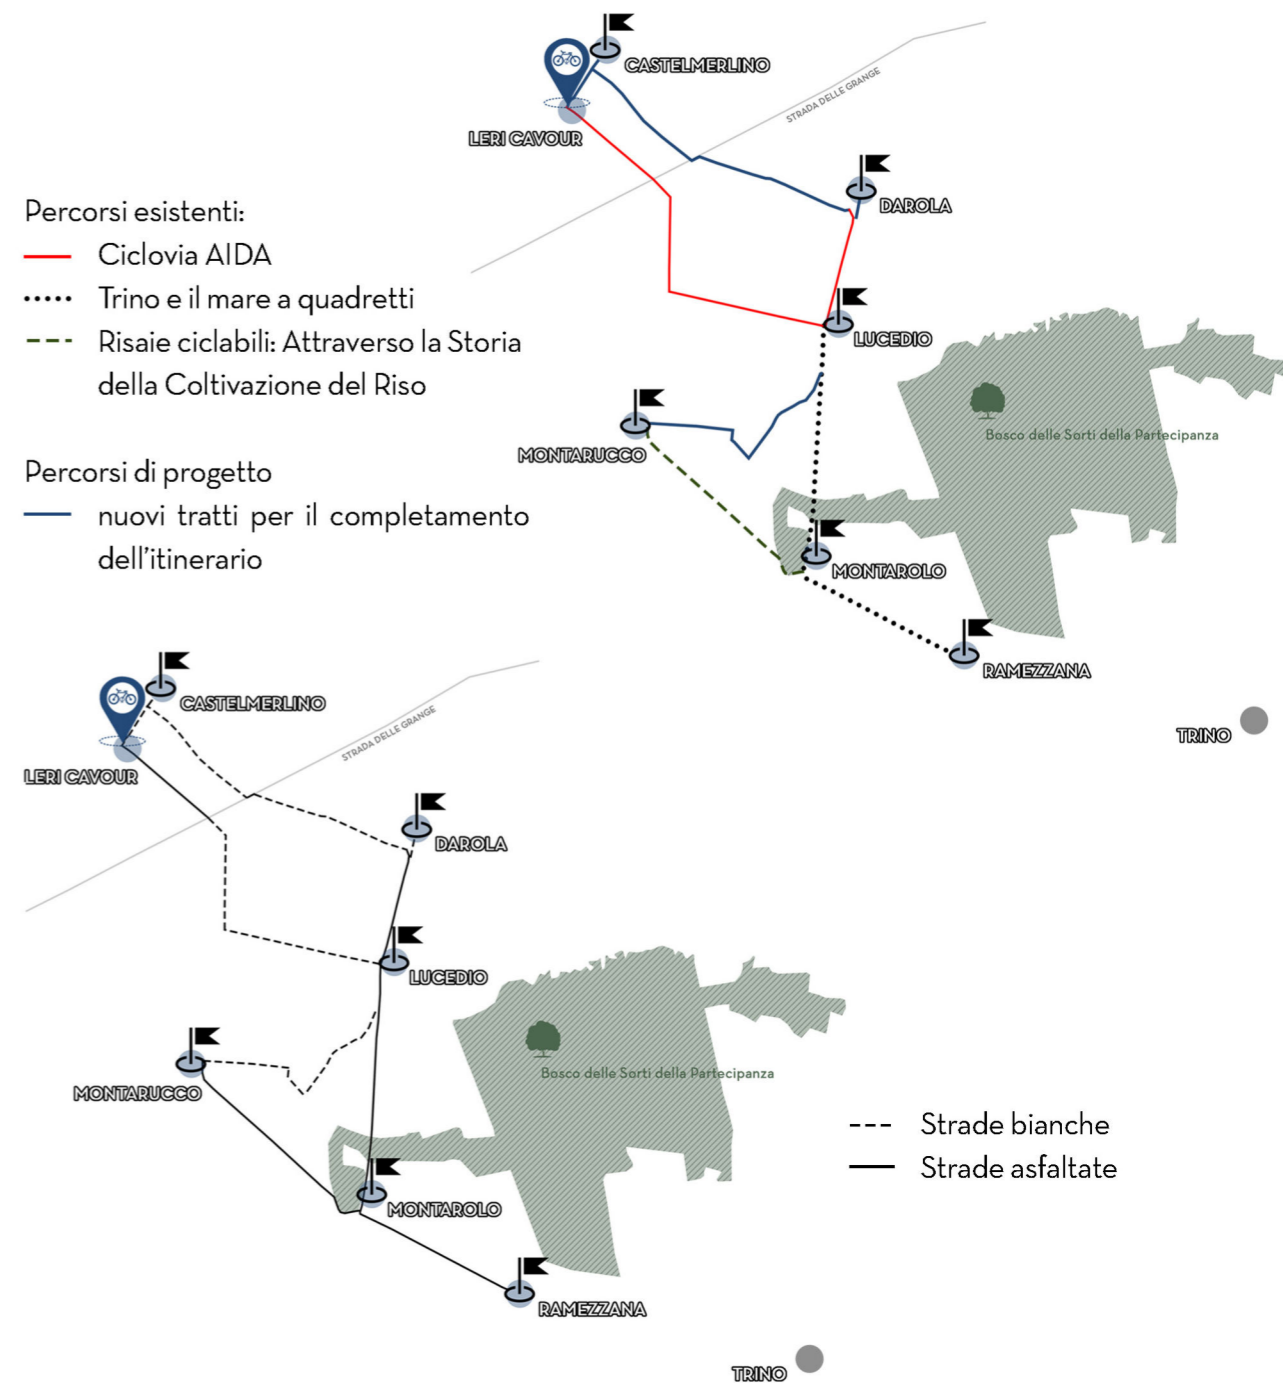 CASTELMERLINO
STRADA DELLE GRANGE
LERI CAVOUR
DAROLA
Percorsi esistenti:
Ciclovia AIDA
Trino e il mare a quadretti
Risaie ciclabili: Attraverso la Storia
della Coltivazione del Riso
LUCEDIO
Bosco delle Sorti della Partecipanza
MONTARUCCO
Percorsi di progetto
nuovi tratti per il completamento
dell'itinerario
MONTAROLO
RAMEZZANA
TRINO
CASTELMERLINO
STRADA DELLE GRANGE
LERI CAVOUR
DAROLA
LUCEDIO
Bosco delle Sorti della Partecipanza
MONTARUCCO
Strade bianche
Strade asfaltate
MONTAROLO
RAMEZZANA
TRINO